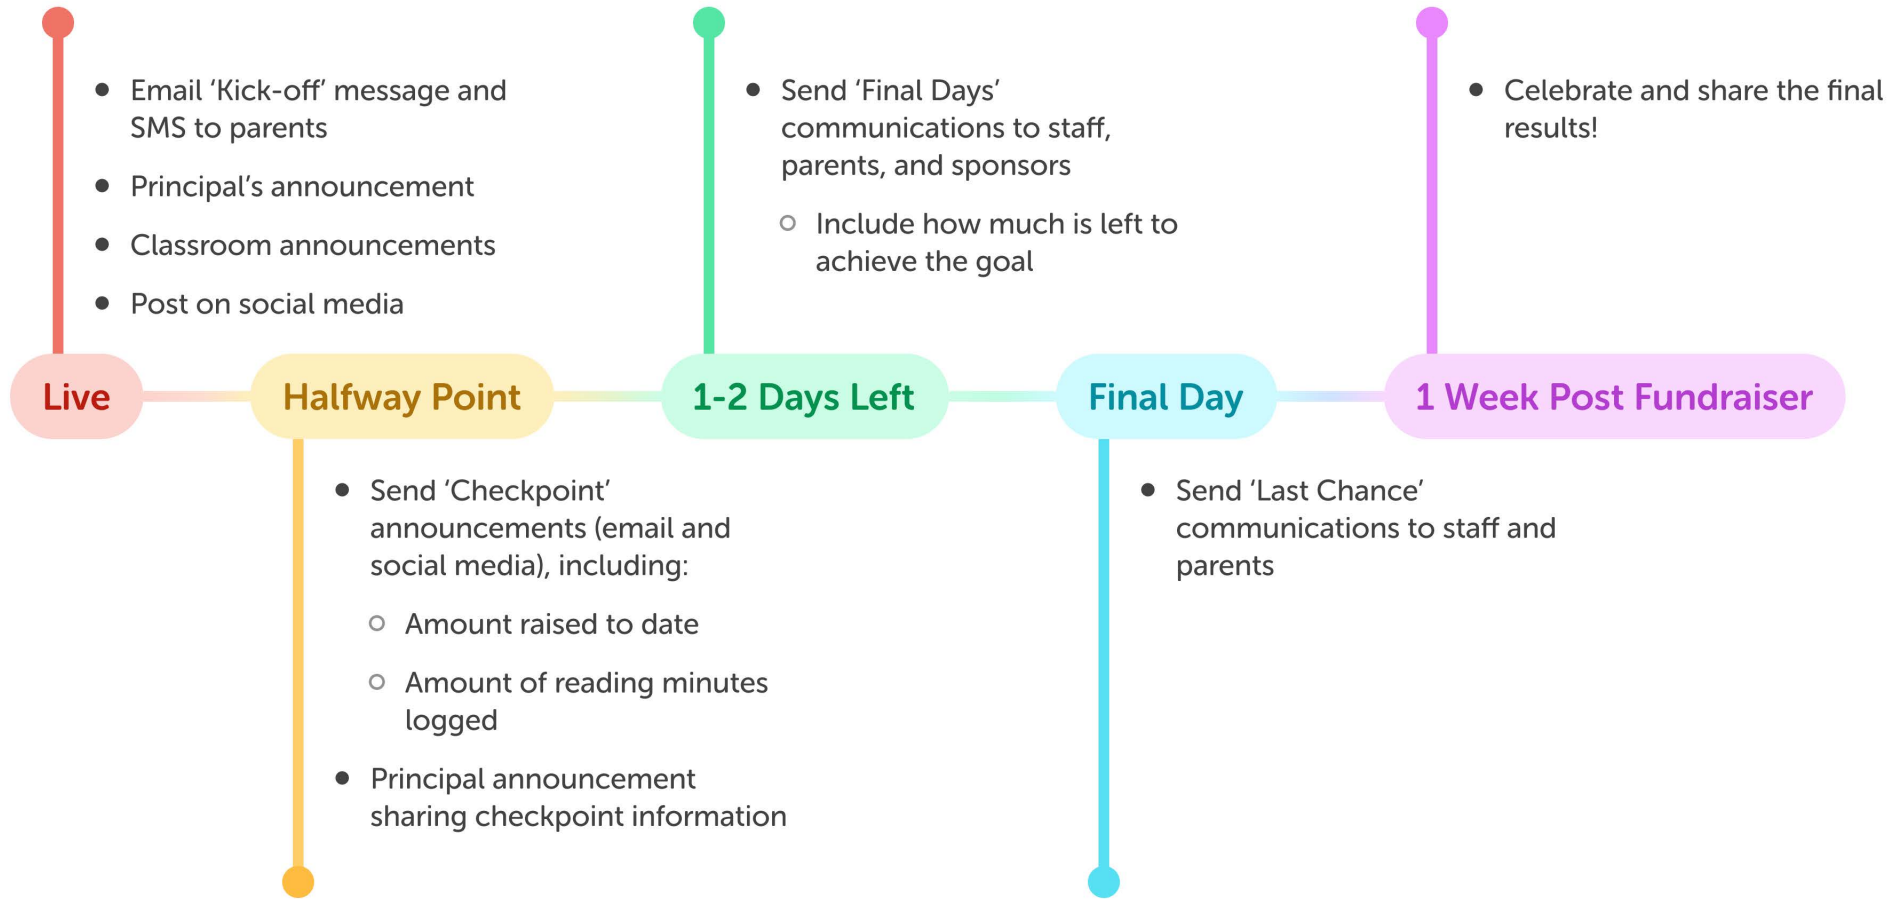 Email ‘Kick-off’ message and
SMS to parents
Principal’s announcement
Classroom announcements
Post on social media
Send ‘Final Days’
communications to staff,
parents, and sponsors
Include how much is left to
achieve the goal
Celebrate and share the final
results!
Live
Halfway Point
1-2 Days Left
Final Day
1 Week Post Fundraiser
Send ‘Checkpoint’
announcements (email and
social media), including:
Amount raised to date
Amount of reading minutes
logged
Principal announcement
sharing checkpoint information
Send ‘Last Chance’
communications to staff and
parents